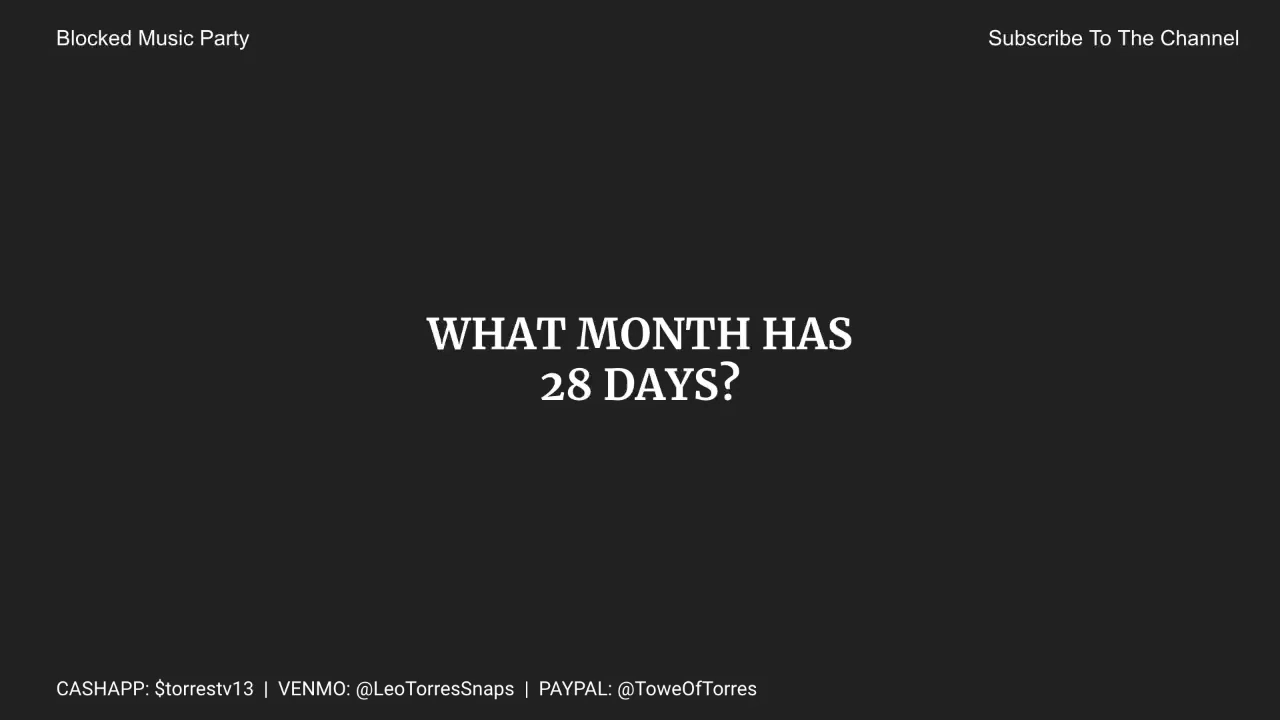 Blocked Music Party
Subscribe To The Channel
WHAT MONTH HAS
28 DAYS?
CASHAPP: $torrestv13 | VENMO: @LeoTorresSnaps | PAYPAL: @ToweOfTorres